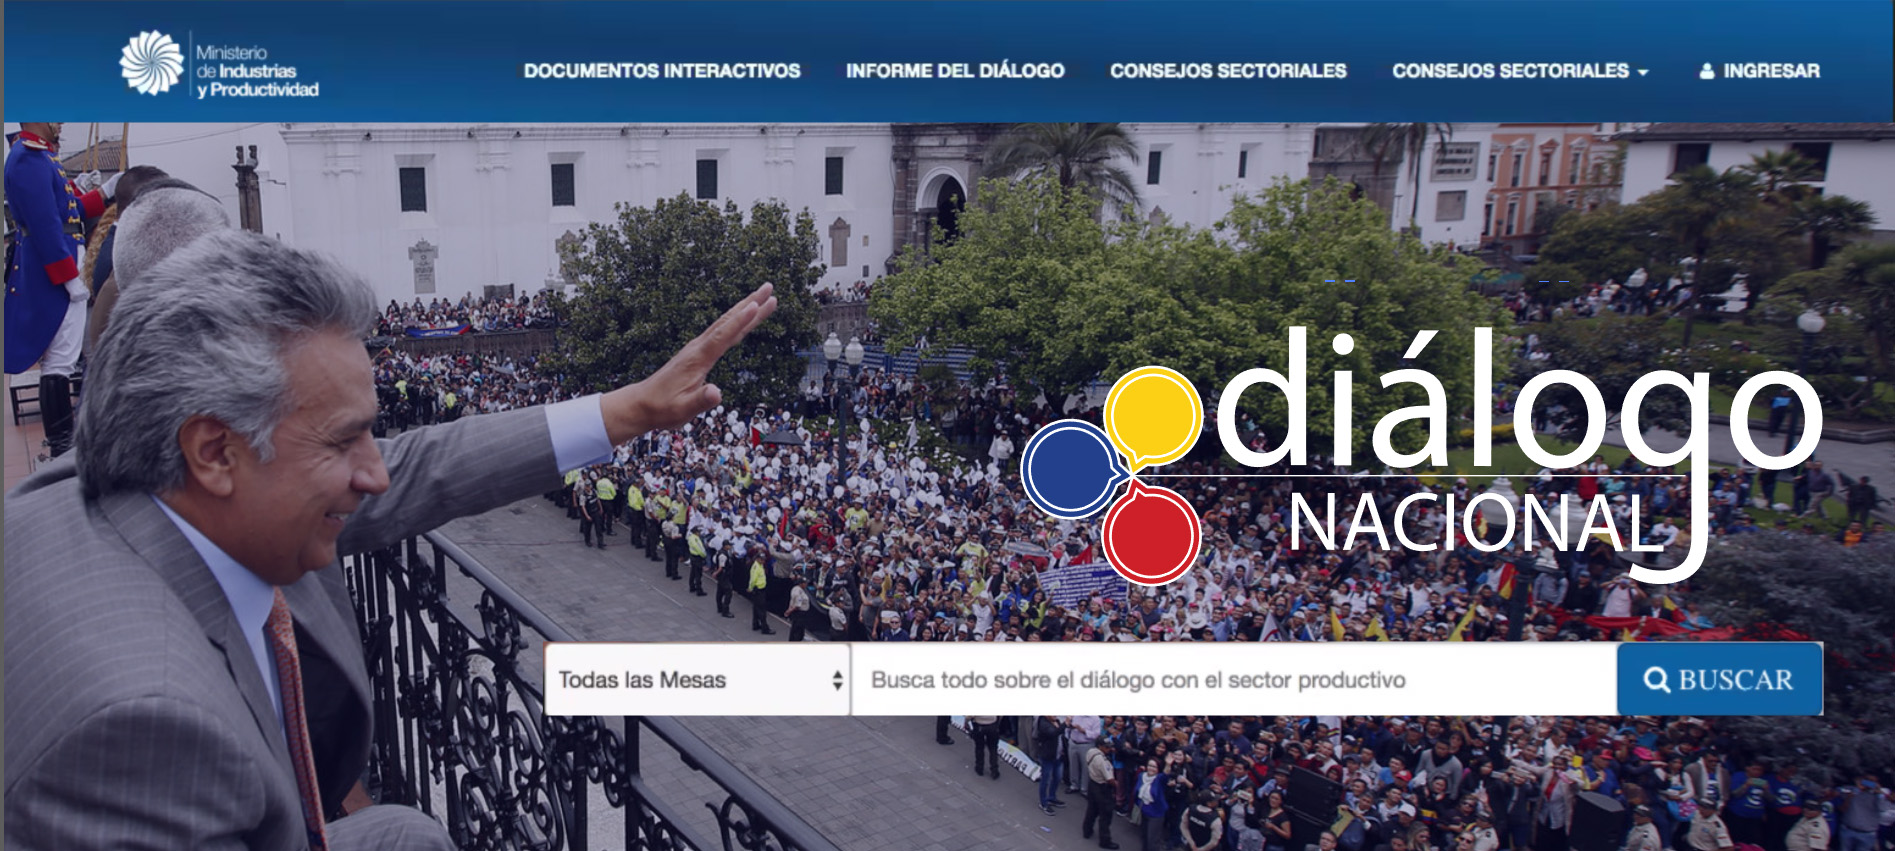 Ministerio
de Industrias
y Productividad
DOCUMENTOS INTERACTIVOS
INFORME DEL DIÁLOGO
CONSEJOS SECTORIALES
CONSEJOS SECTORIALES
INGRESAR
diálogo
NACIONAL
Todas las Mesas
Busca todo sobre el diálogo con el sector productivo
BUSCAR